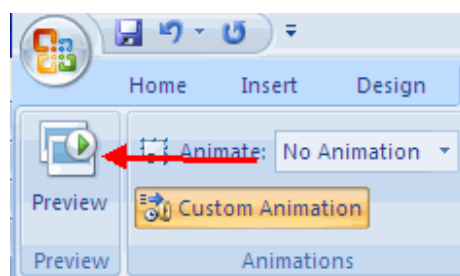 Home Insert Design
Animate: No Animation
Preview Custom Animation
Preview Animations